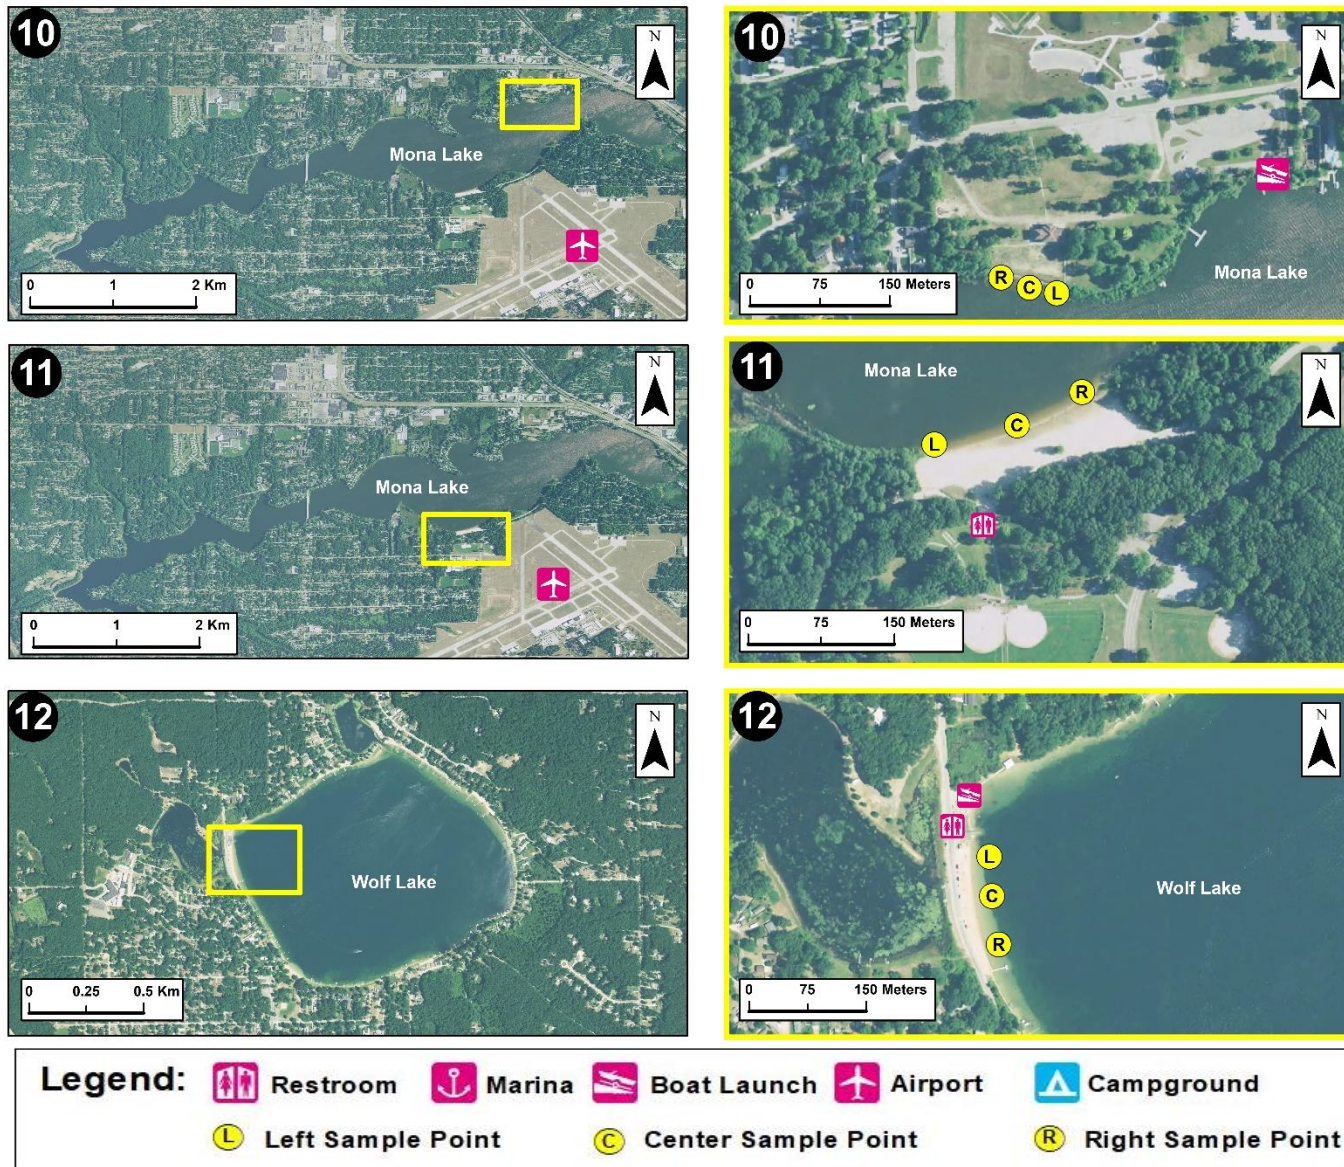 10
N
Mona Lake
0 1 2 Km
10
N
Mona Lake
R C L
0 75 150 Meters
11
N
Mona Lake
0 1 2 Km
11
N
Mona Lake
L C R
0 75 150 Meters
12
N
Wolf Lake
0 0.25 0.5 Km
12
N
L
C
R
Wolf Lake
0 75 150 Meters
Legend: Restroom Marina Boat Launch Airport Campground
L Left Sample Point C Center Sample Point R Right Sample Point